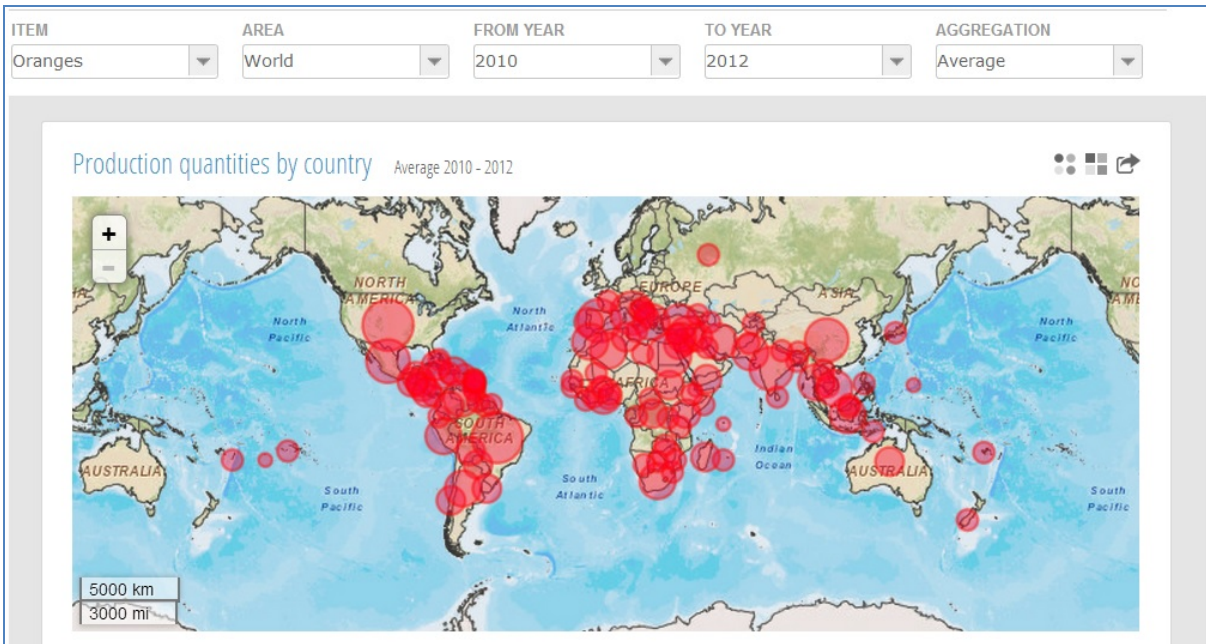 ITEM AREA FROM YEAR TO YEAR AGGREGATION
Oranges World 2010 2012 Average
Production quantities by country Average 2010 - 2012
+
-
NORTH
AMERICA
EUROPE
ASIA
NO
North
Pacific
North
Atlantic
North
Pacific
AFRICA
SOUTH
AMERICA
Indian
Ocean
AUSTRALIA
AUSTRALIA
South
Pacific
South
Atlantic
South
Pacific
5000 km
3000 mi